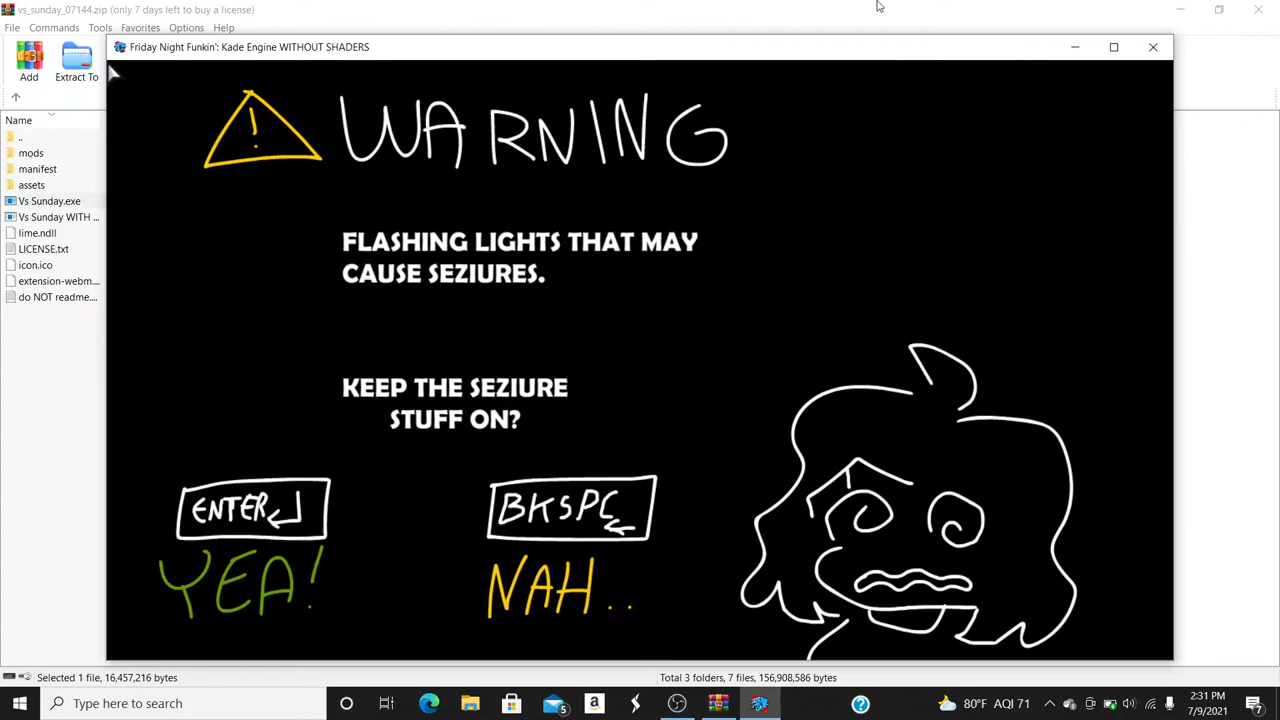 vs_sunday_07144.zip (only 7 days left to buy a license)
File Commands Tools Favorites Options Help
Add Extract To
Friday Night Funkin': Kade Engine WITHOUT SHADERS
Name
..
mods
manifest
assets
Vs Sunday.exe
Vs Sunday WITH ...
lime.ndll
LICENSE.txt
icon.ico
extension-webm...
do NOT readme...
! WARNING
FLASHING LIGHTS THAT MAY
CAUSE SEZIURES.
KEEP THE SEZIURE
STUFF ON?
ENTER BKSPC
YEA! NAH..
Selected 1 file, 16,457,216 bytes
Total 3 folders, 7 files, 156,908,586 bytes
Type here to search
5
a
?
80°F AQI 71
2:31 PM
7/9/2021
7